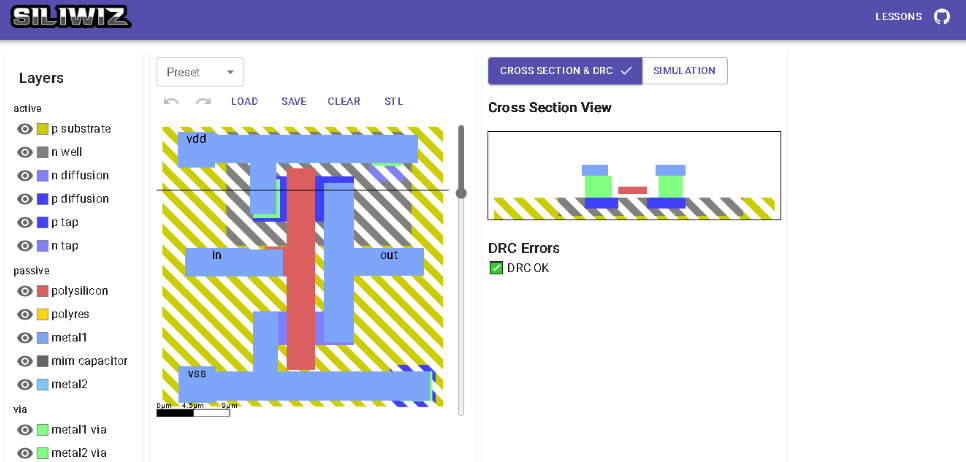 SILIWIZ
LESSONS
Layers
active
p substrate
n well
n diffusion
p diffusion
p tap
n tap
passive
polysilicon
polyres
metal1
mim capacitor
metal2
via
metal1 via
metal2 via
Preset
LOAD SAVE CLEAR STL
vdd
in
out
vss
0μm 4.5μm 9μm
CROSS SECTION & DRC
SIMULATION
Cross Section View
DRC Errors
DRC OK